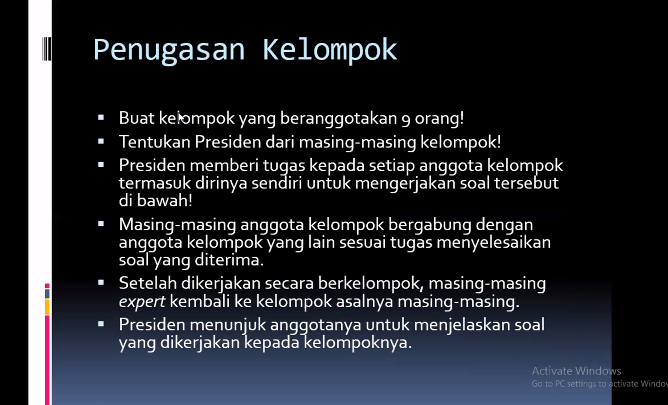 Penugasan Kelompok
Buat kelompok yang beranggotakan 9 orang!
Tentukan Presiden dari masing-masing kelompok!
Presiden memberi tugas kepada setiap anggota kelompok
termasuk dirinya sendiri untuk mengerjakan soal tersebut
di bawah!
Masing-masing anggota kelompok bergabung dengan
anggota kelompok yang lain sesuai tugas menyelesaikan
soal yang diterima.
Setelah dikerjakan secara berkelompok, masing-masing
expert kembali ke kelompok asalnya masing-masing.
Presiden menunjuk anggotanya untuk menjelaskan soal
yang dikerjakan kepada kelompoknya.
Activate Windows
Go to PC settings to activate Windov